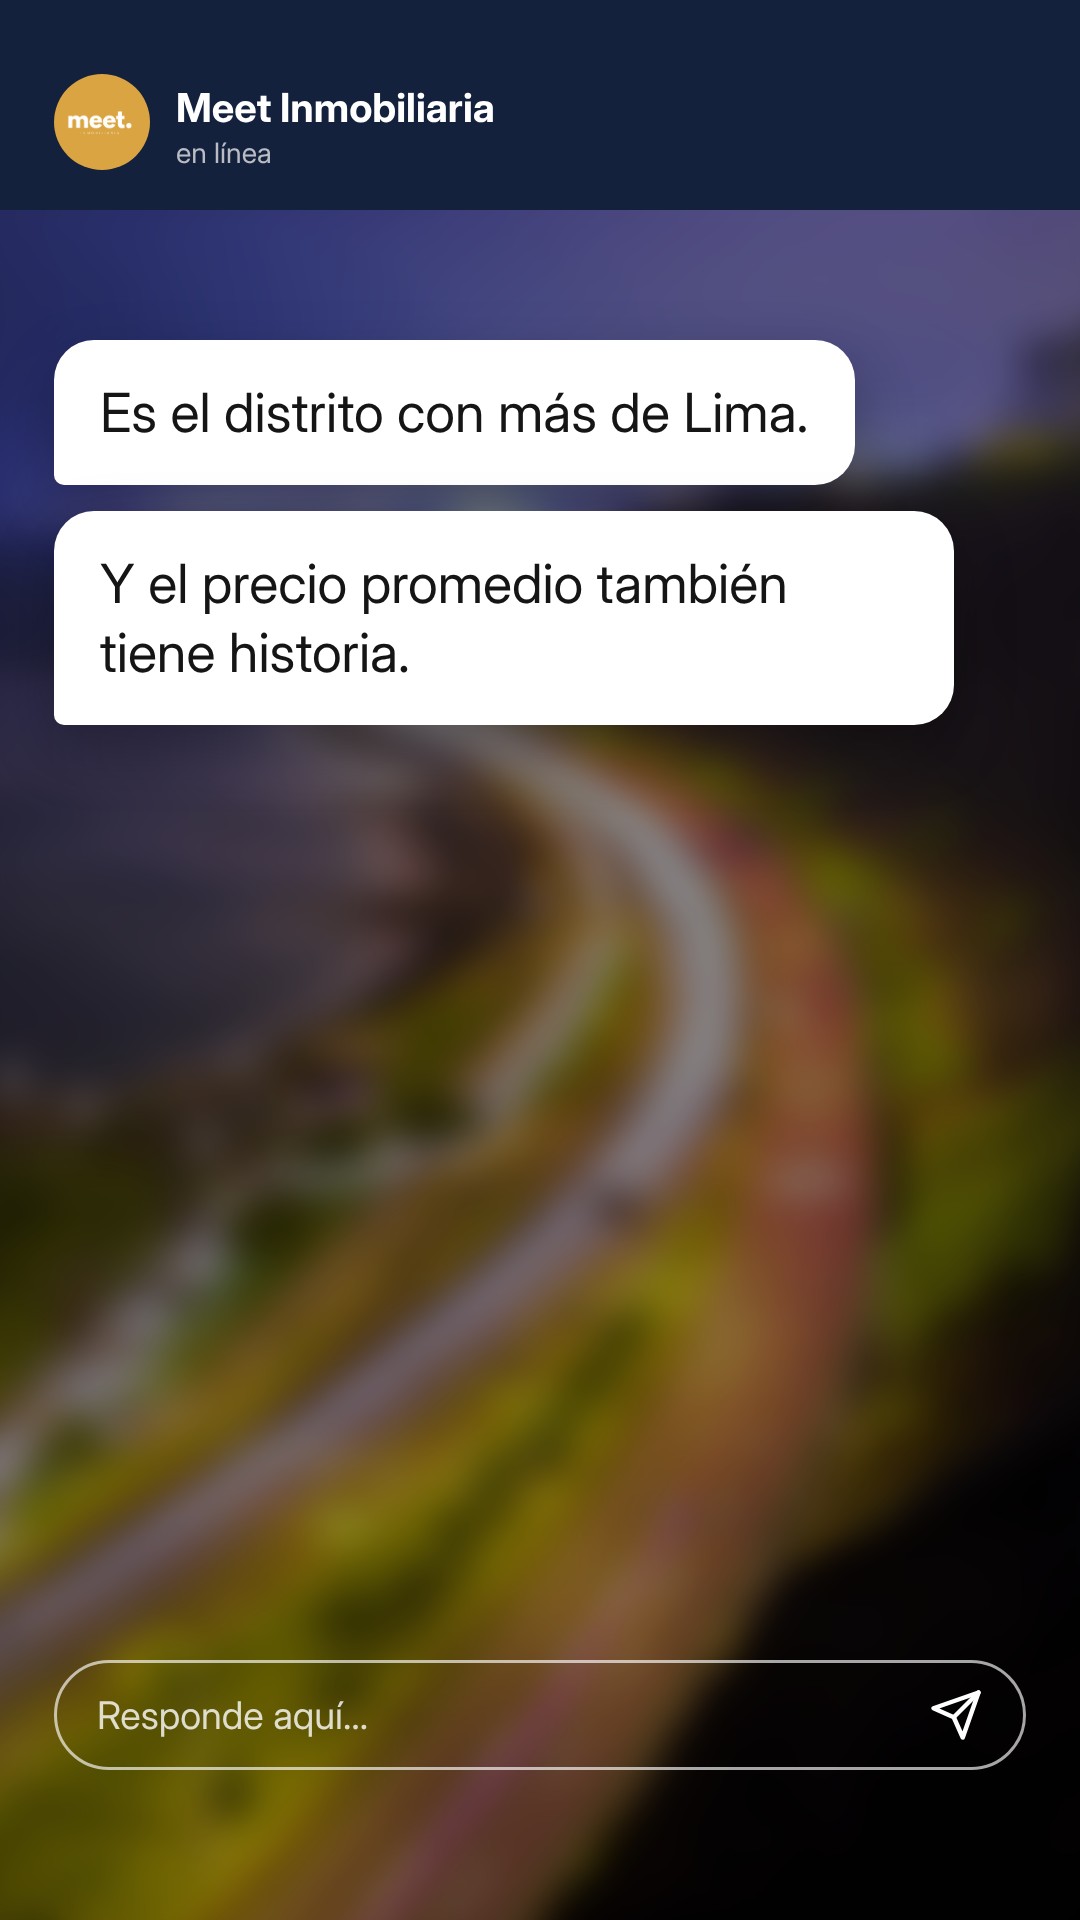 meet.
Meet Inmobiliaria
en línea
Es el distrito con más de Lima.
Y el precio promedio también
tiene historia.
Responde aquí...